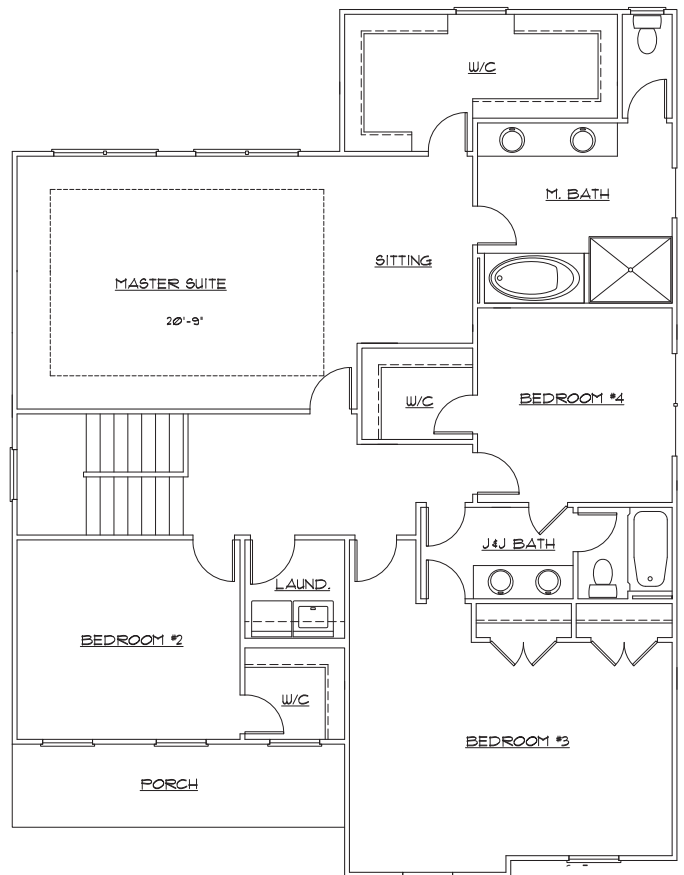 W/C
M. BATH
SITTING
MASTER SUITE
20'-9"
W/C
BEDROOM #4
J&J BATH
LAUND.
BEDROOM #2
W/C
BEDROOM #3
PORCH